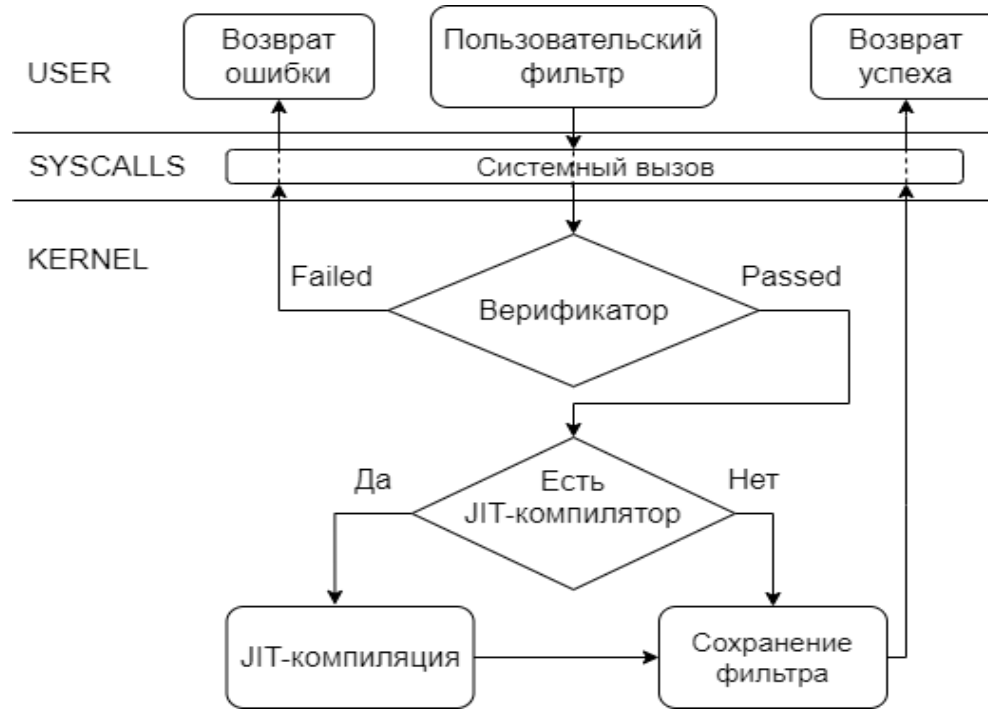 Возврат
ошибки
Пользовательский
фильтр
Возврат
успеха
USER
SYSCALLS
Системный вызов
KERNEL
Failed
Passed
Верификатор
Да
Есть
JIT-компилятор
Нет
JIT-компиляция
Сохранение
фильтра